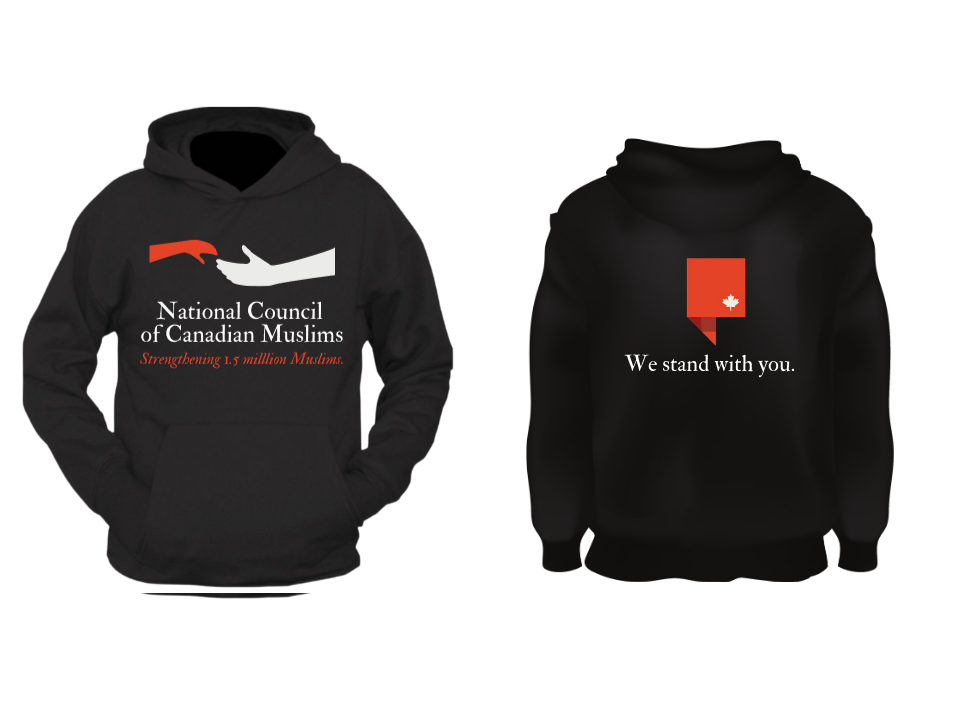 National Council
of Canadian Muslims
Strengthening 1.5 milllion Muslims.
We stand with you.